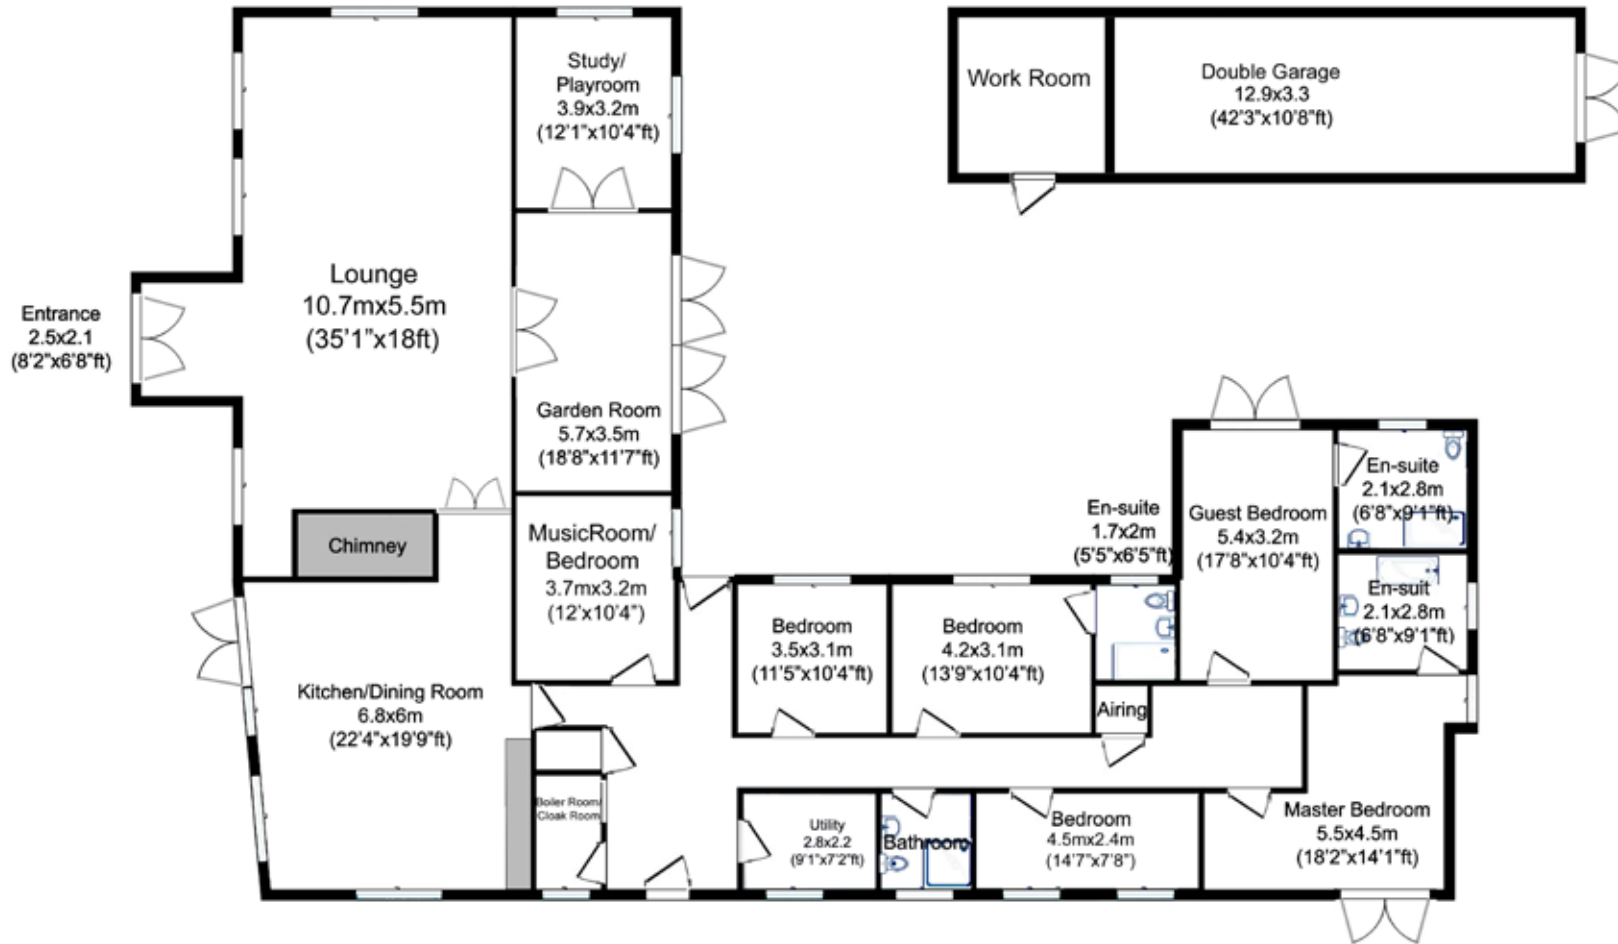 Study/
Playroom
3.9x3.2m
(12'1"x10'4"ft)
Work Room
Double Garage
12.9x3.3
(42'3"x10'8"ft)
Lounge
10.7mx5.5m
(35'1"x18ft)
Entrance
2.5x2.1
(8'2"x6'8"ft)
Garden Room
5.7x3.5m
(18'8"x11'7"ft)
Chimney
MusicRoom/
Bedroom
3.7mx3.2m
(12'x10'4")
En-suite
1.7x2m
(5'5"x6'5"ft)
Guest Bedroom
5.4x3.2m
(17'8"x10'4"ft)
En-suite
2.1x2.8m
(6'8"x9'1"ft)
En-suit
2.1x2.8m
(6'8"x9'1"ft)
Bedroom
3.5x3.1m
(11'5"x10'4"ft)
Bedroom
4.2x3.1m
(13'9"x10'4"ft)
Kitchen/Dining Room
6.8x6m
(22'4"x19'9"ft)
Airing
Boiler Room/
Cloak Room
Utility
2.8x2.2
(9'1"x7'2"ft)
Bathroom
Bedroom
4.5mx2.4m
(14'7"x7'8")
Master Bedroom
5.5x4.5m
(18'2"x14'1"ft)